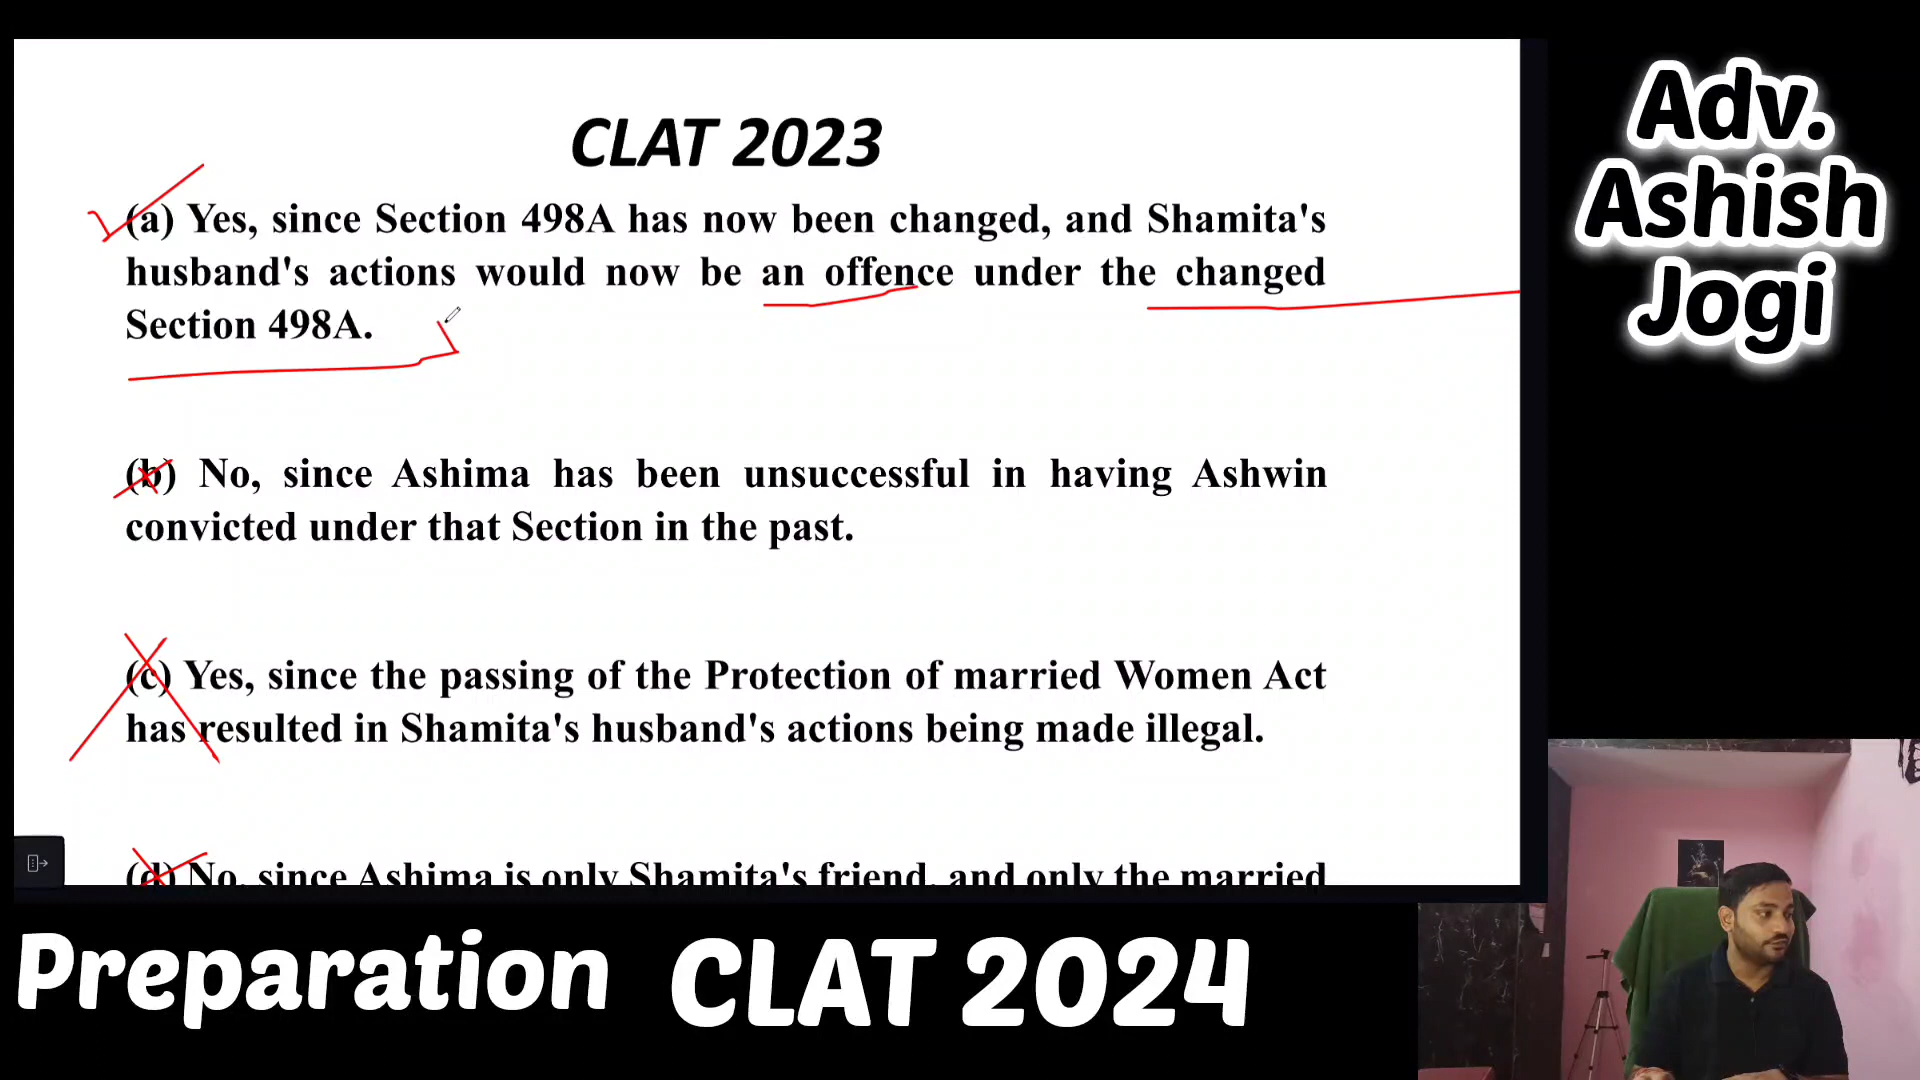 CLAT 2023
(a) Yes, since Section 498A has now been changed, and Shamita's
husband's actions would now be an offence under the changed
Section 498A.
(b) No, since Ashima has been unsuccessful in having Ashwin
convicted under that Section in the past.
(c) Yes, since the passing of the Protection of married Women Act
has resulted in Shamita's husband's actions being made illegal.
(d) No, since Ashima is only Shamita's friend, and only the married
Adv.
Ashish
Jogi
Preparation CLAT 2024